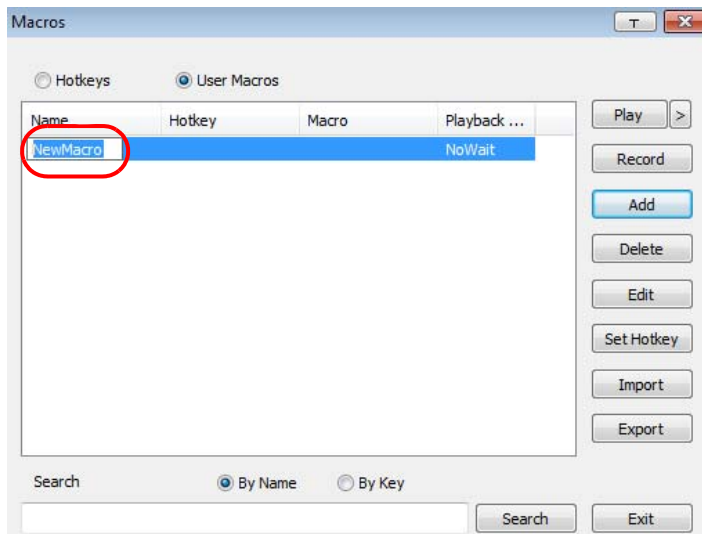 Macros
Hotkeys User Macros
Name Hotkey Macro Playback ...
NewMacro NoWait
Play >
Record
Add
Delete
Edit
Set Hotkey
Import
Export
Search By Name By Key
Search Exit